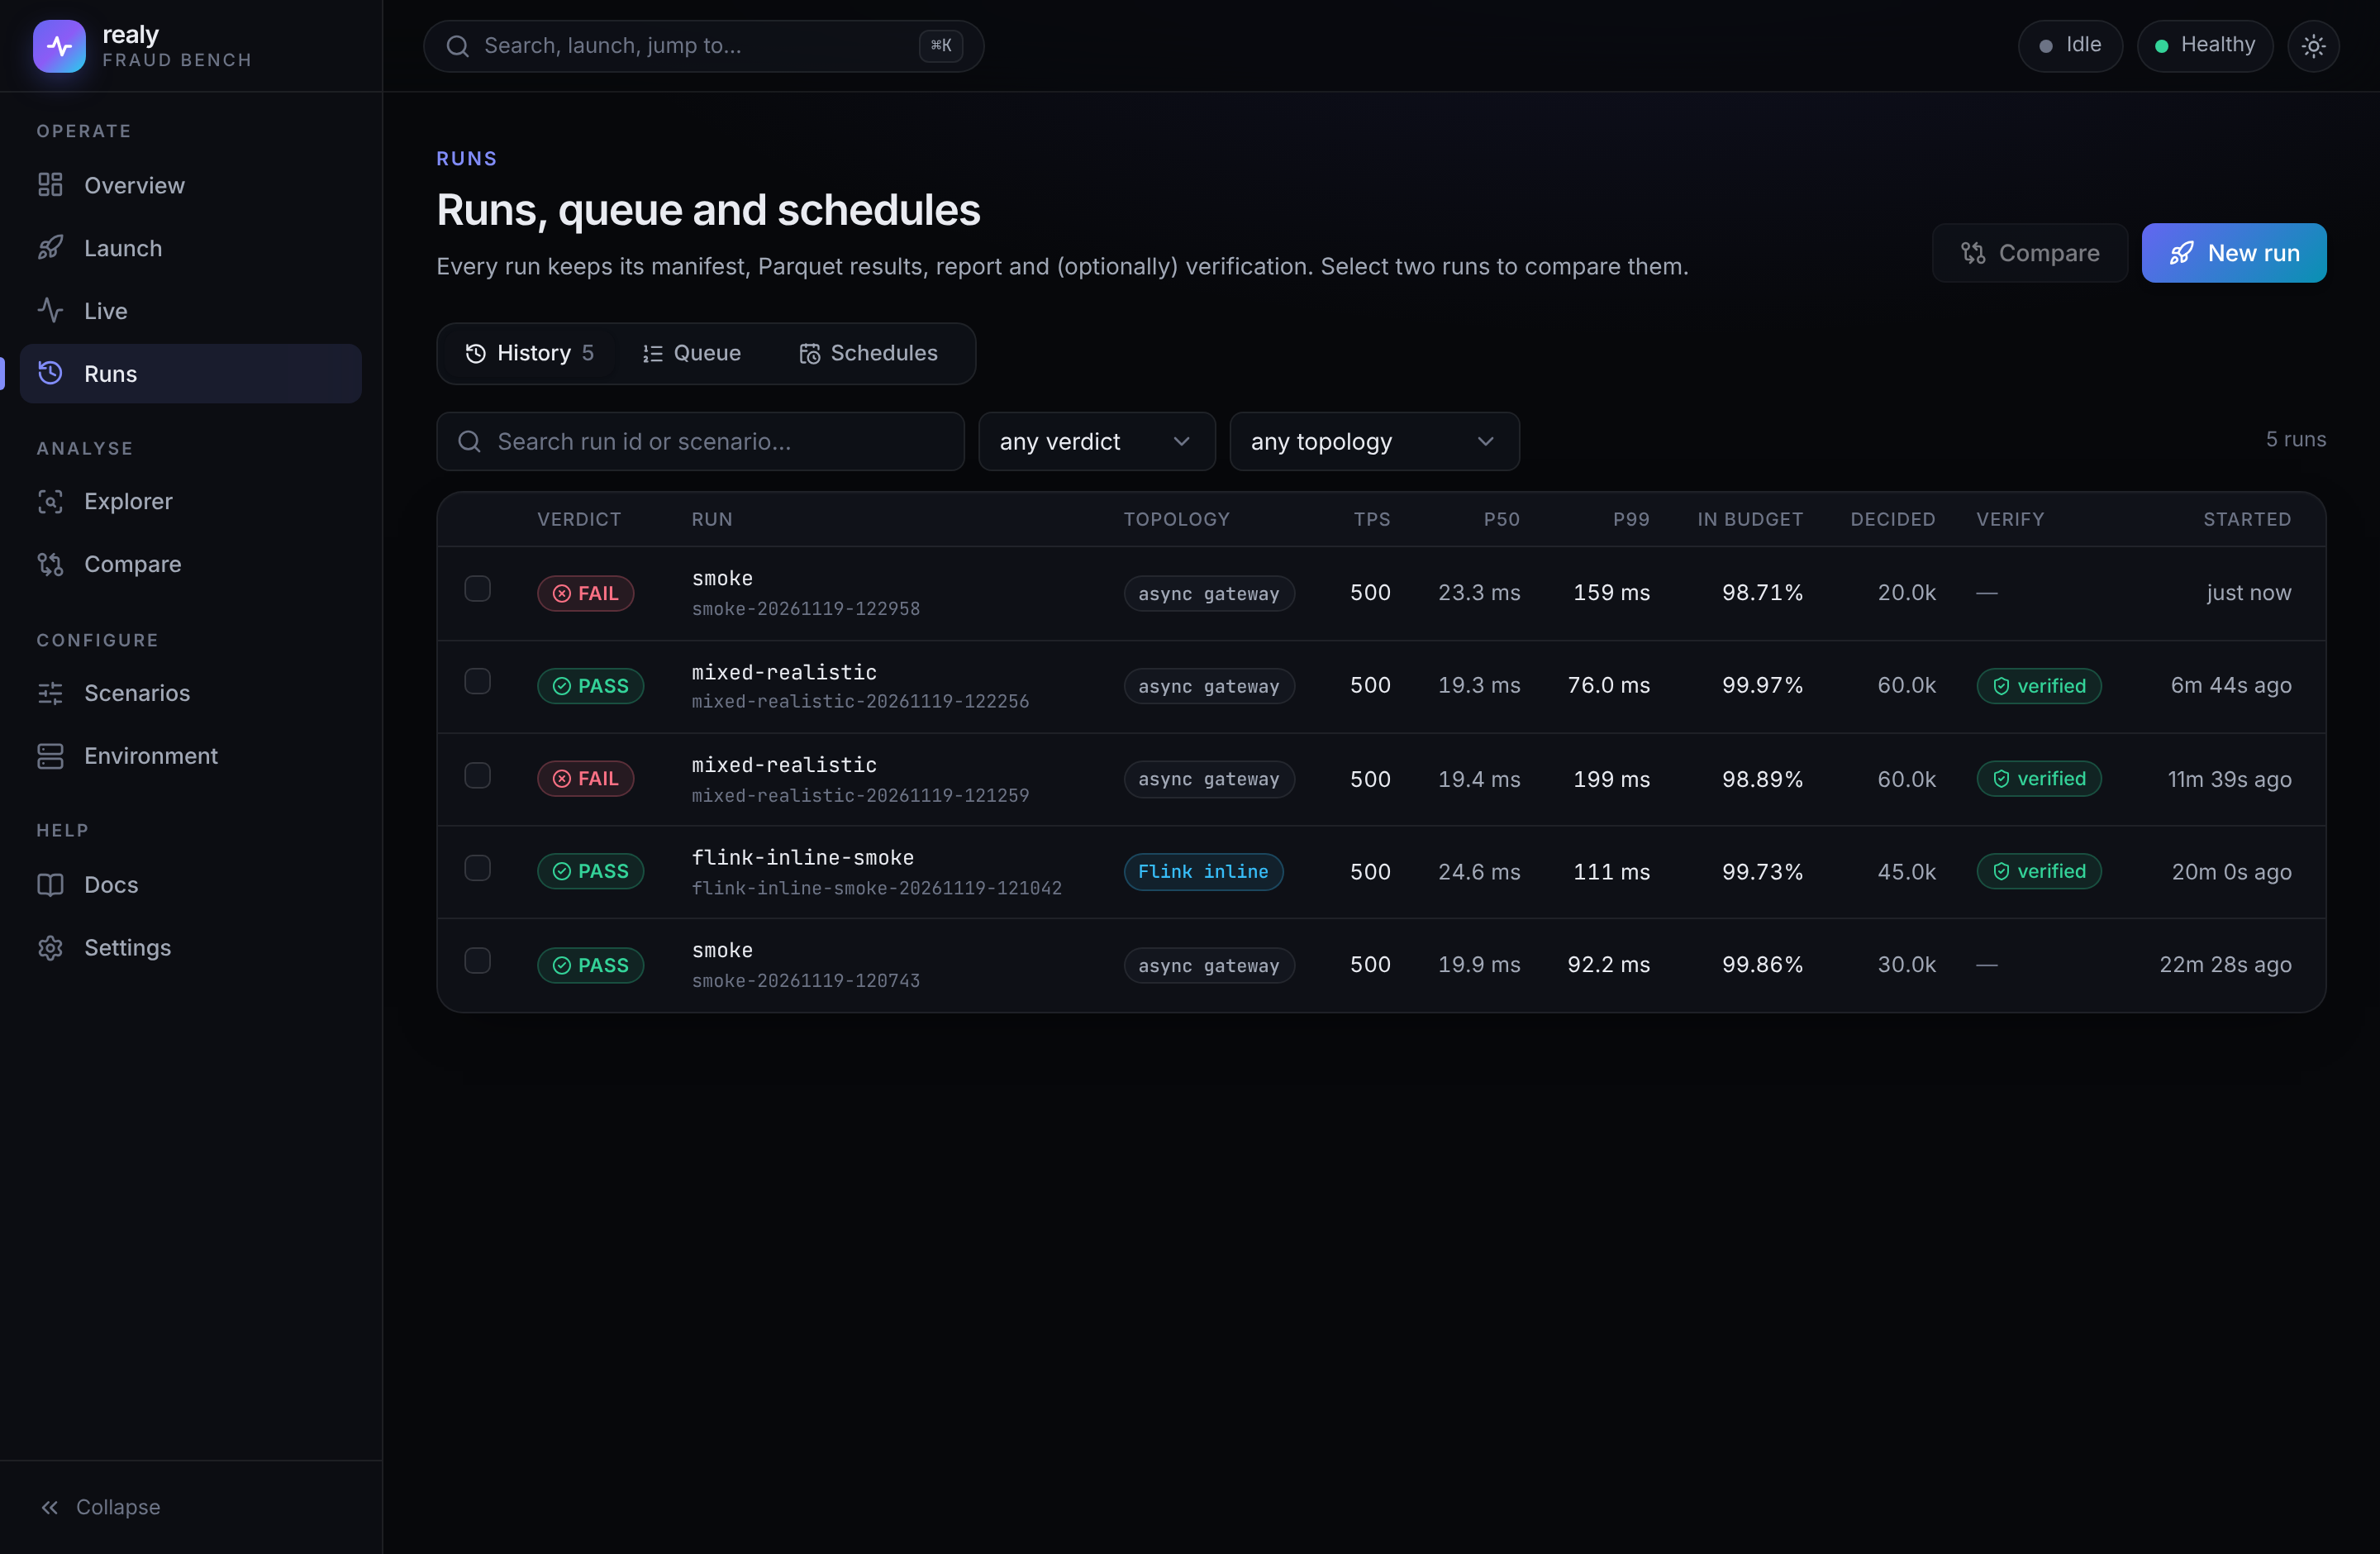 realy
FRAUD BENCH
Search, launch, jump to...
⌘K
Idle
Healthy
OPERATE
Overview
Launch
Live
Runs
ANALYSE
Explorer
Compare
CONFIGURE
Scenarios
Environment
HELP
Docs
Settings
Collapse
RUNS
Runs, queue and schedules
Every run keeps its manifest, Parquet results, report and (optionally) verification. Select two runs to compare them.
Compare
New run
History 5
Queue
Schedules
Search run id or scenario...
any verdict
any topology
5 runs
VERDICT RUN TOPOLOGY TPS P50 P99 IN BUDGET DECIDED VERIFY STARTED
FAIL smoke async gateway 500 23.3 ms 159 ms 98.71% 20.0k — just now
smoke-20261119-122958
PASS mixed-realistic async gateway 500 19.3 ms 76.0 ms 99.97% 60.0k verified 6m 44s ago
mixed-realistic-20261119-122256
FAIL mixed-realistic async gateway 500 19.4 ms 199 ms 98.89% 60.0k verified 11m 39s ago
mixed-realistic-20261119-121259
PASS flink-inline-smoke Flink inline 500 24.6 ms 111 ms 99.73% 45.0k verified 20m 0s ago
flink-inline-smoke-20261119-121042
PASS smoke async gateway 500 19.9 ms 92.2 ms 99.86% 30.0k — 22m 28s ago
smoke-20261119-120743